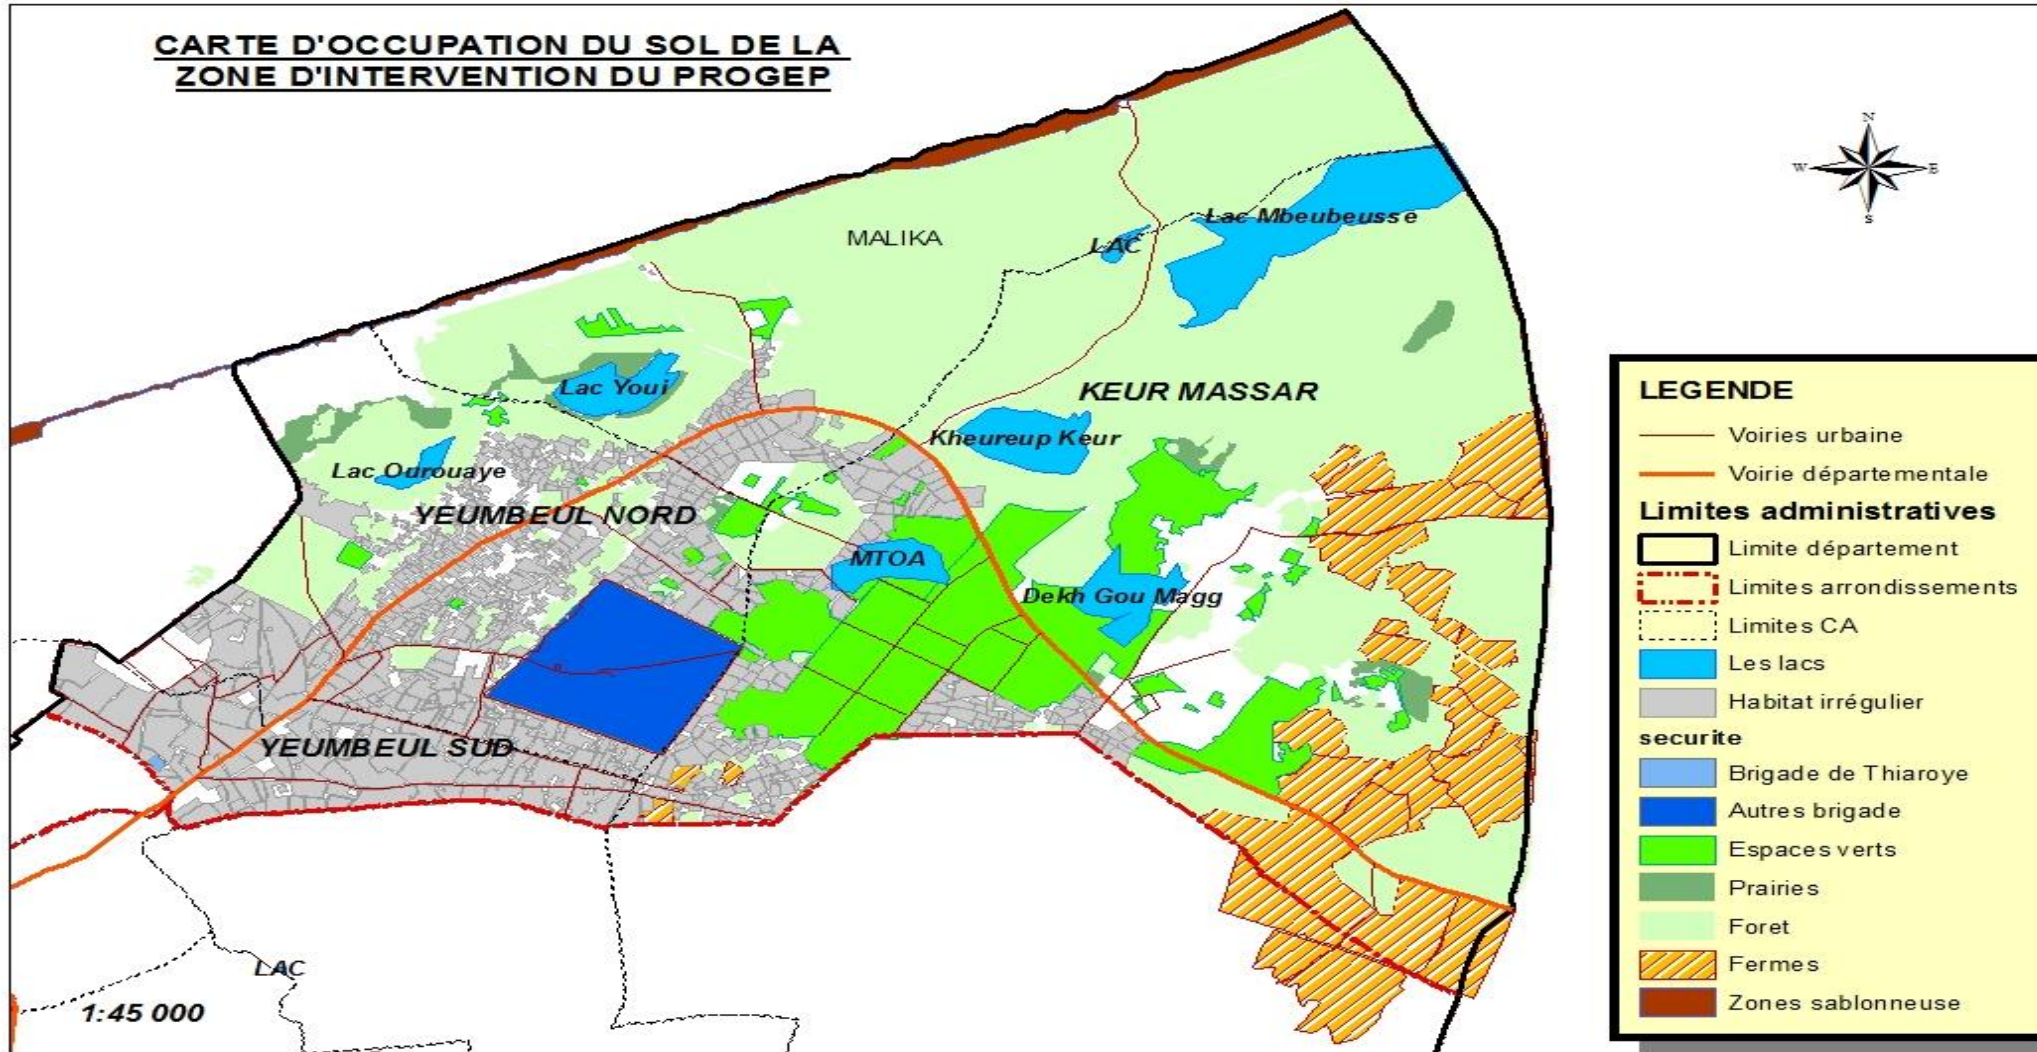 CARTE D'OCCUPATION DU SOL DE LA
ZONE D'INTERVENTION DU PROGEP
N
W
E
S
MALIKA
Lac Mbeubeusse
LAC
Lac Youi
KEUR MASSAR
Kheureup Keur
Lac Ourouaye
YEUMBEUL NORD
MTOA
Dekh Gou Magg
YEUMBEUL SUD
LAC
1:45 000
LEGENDE
Voiries urbaine
Voirie départementale
Limites administratives
Limite département
Limites arrondissements
Limites CA
Les lacs
Habitat irrégulier
securite
Brigade de Thiaroye
Autres brigade
Espaces verts
Prairies
Foret
Fermes
Zones sablonneuse